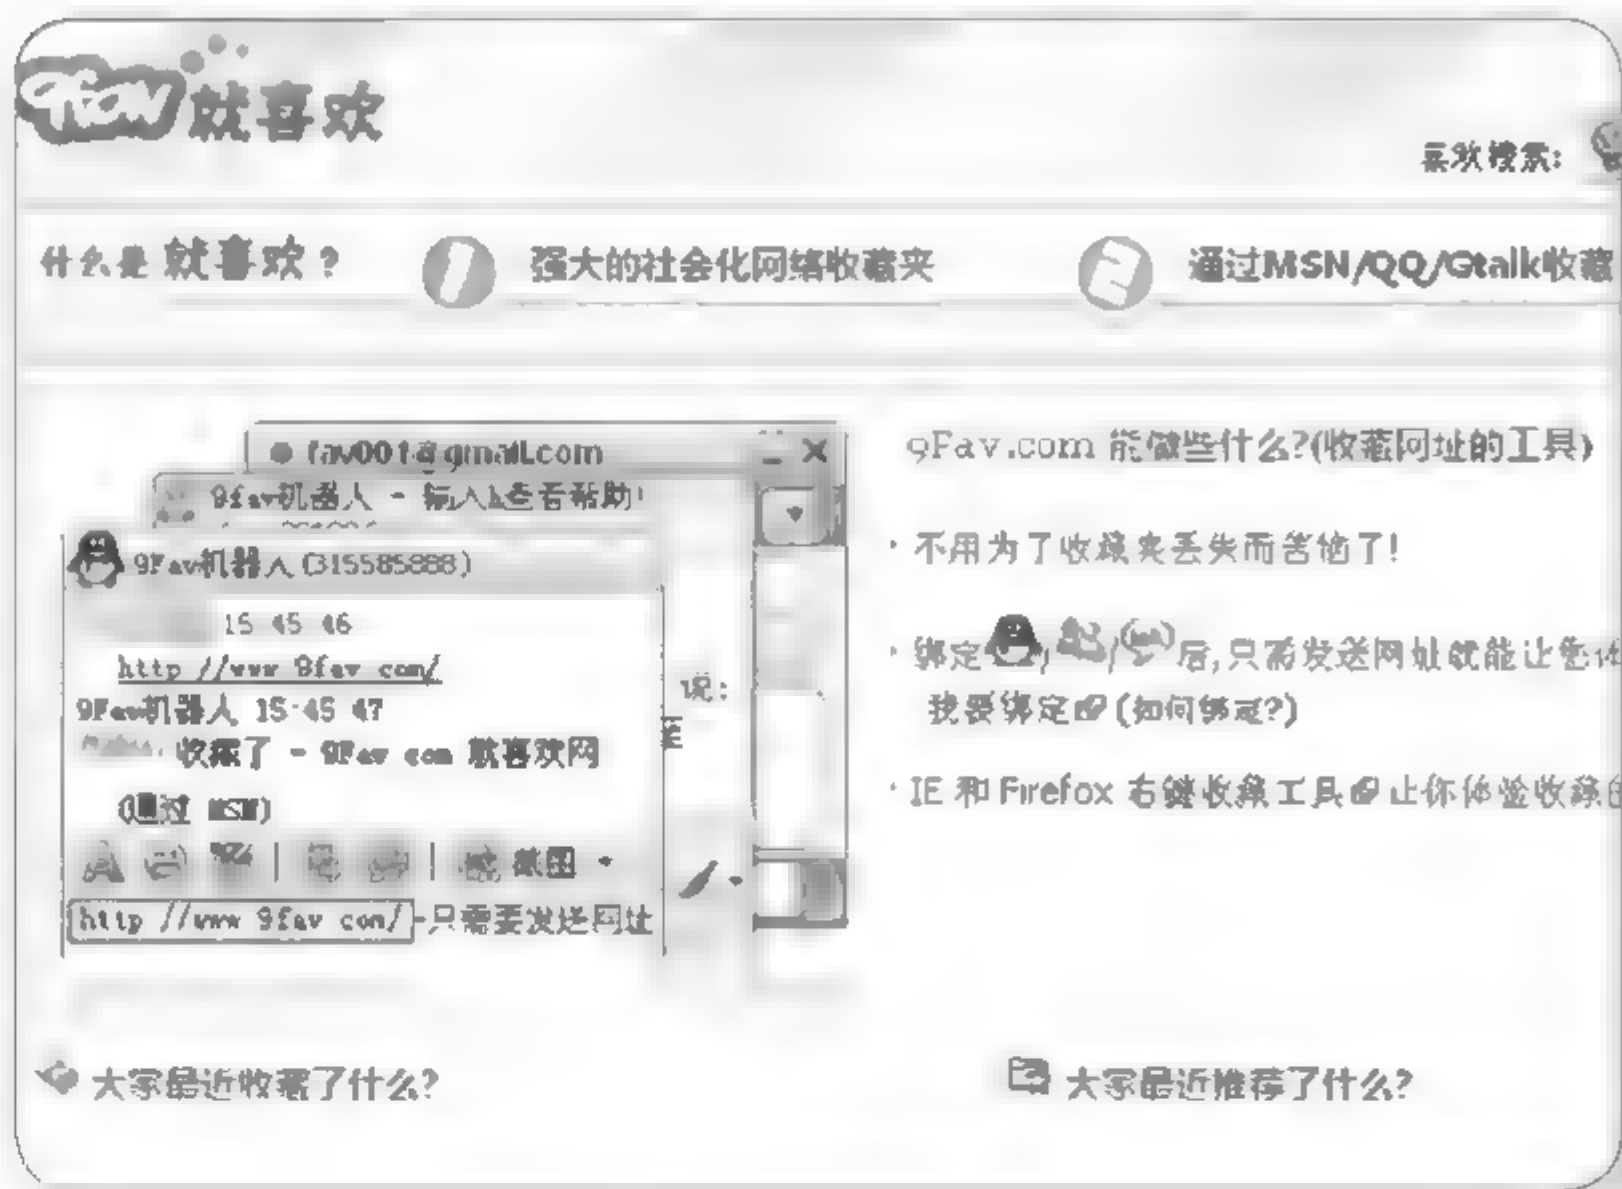 9fav 就喜欢
喜欢搜索:
什么是 就喜欢?
1 强大的社会化网络收藏夹
2 通过MSN/QQ/Gtalk收藏
fav001@gmail.com
9fav机器人 - 输入h查看帮助!
9Fav机器人(315585888)
15 45 46
http //www 9fav com/
说:
9Fav机器人 15-45 47
收藏了 - 9Fav com 就喜欢网
(通过 MSN)
截图
http //www 9fav com/ -只需要发送网址
9Fav.com 能做些什么?(收藏网址的工具)
· 不用为了收藏夹丢失而苦恼了!
· 绑定 , / 后,只需发送网址就能让您体
我要绑定 (如何绑定?)
· IE 和 Firefox 右键收藏工具 让你体验收藏的
大家最近收藏了什么?
大家最近推荐了什么?